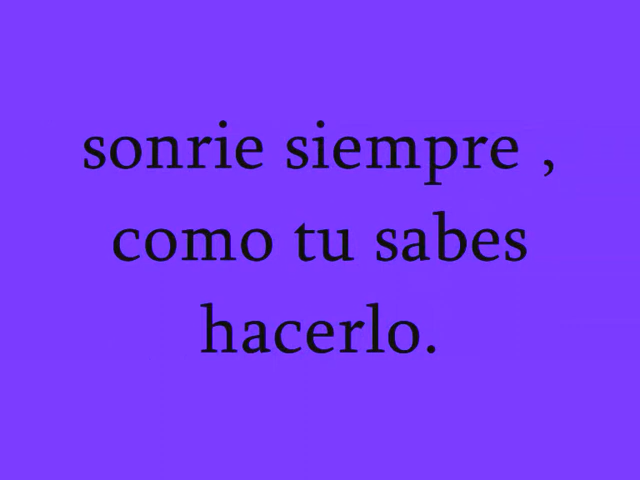 sonrie siempre ,
como tu sabes
hacerlo.